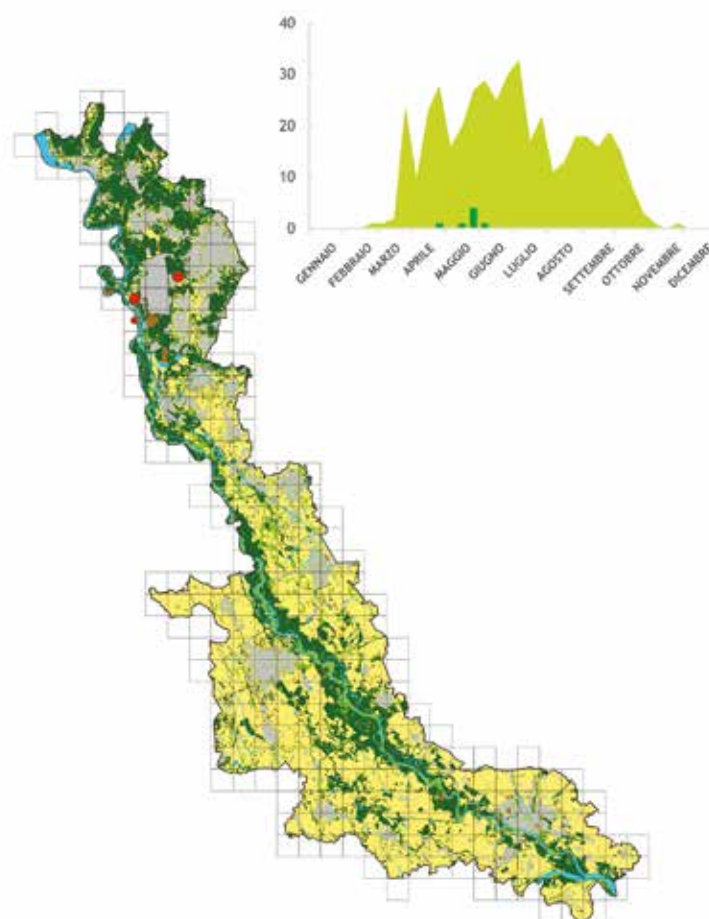 40
30
20
10
0
GENNAIO
FEBBRAIO
MARZO
APRILE
MAGGIO
GIUGNO
LUGLIO
AGOSTO
SETTEMBRE
OTTOBRE
NOVEMBRE
DICEMBRE